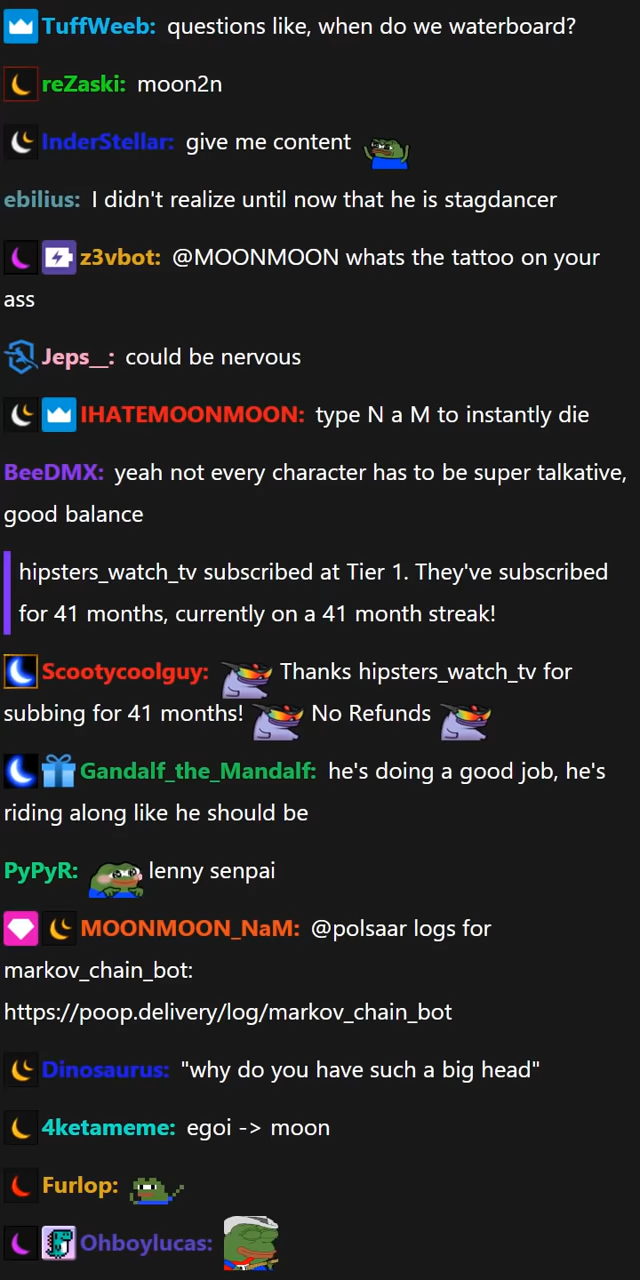 TuffWeeb: questions like, when do we waterboard?
reZaski: moon2n
InderStellar: give me content
ebilius: I didn't realize until now that he is stagdancer
z3vbot: @MOONMOON whats the tattoo on your
ass
Jeps__: could be nervous
IHATEMOONMOON: type N a M to instantly die
BeeDMX: yeah not every character has to be super talkative,
good balance
hipsters_watch_tv subscribed at Tier 1. They've subscribed
for 41 months, currently on a 41 month streak!
Scootycoolguy: Thanks hipsters_watch_tv for
subbing for 41 months! No Refunds
Gandalf_the_Mandalf: he's doing a good job, he's
riding along like he should be
PyPyR: lenny senpai
MOONMOON_NaM: @polsaar logs for
markov_chain_bot:
https://poop.delivery/log/markov_chain_bot
Dinosaurus: "why do you have such a big head"
4ketameme: egoi -> moon
Furlop:
Ohboylucas: